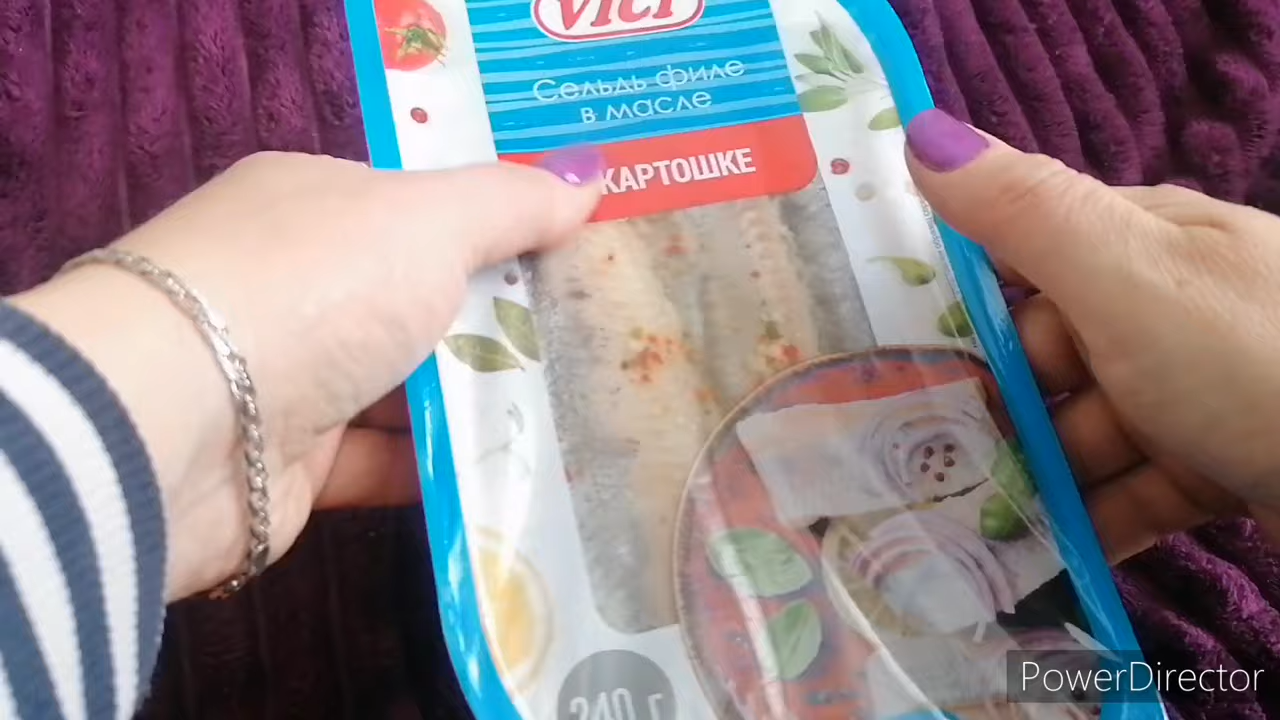 vici
Сельдь филе
в масле
КАРТОШКЕ
240 г
PowerDirector